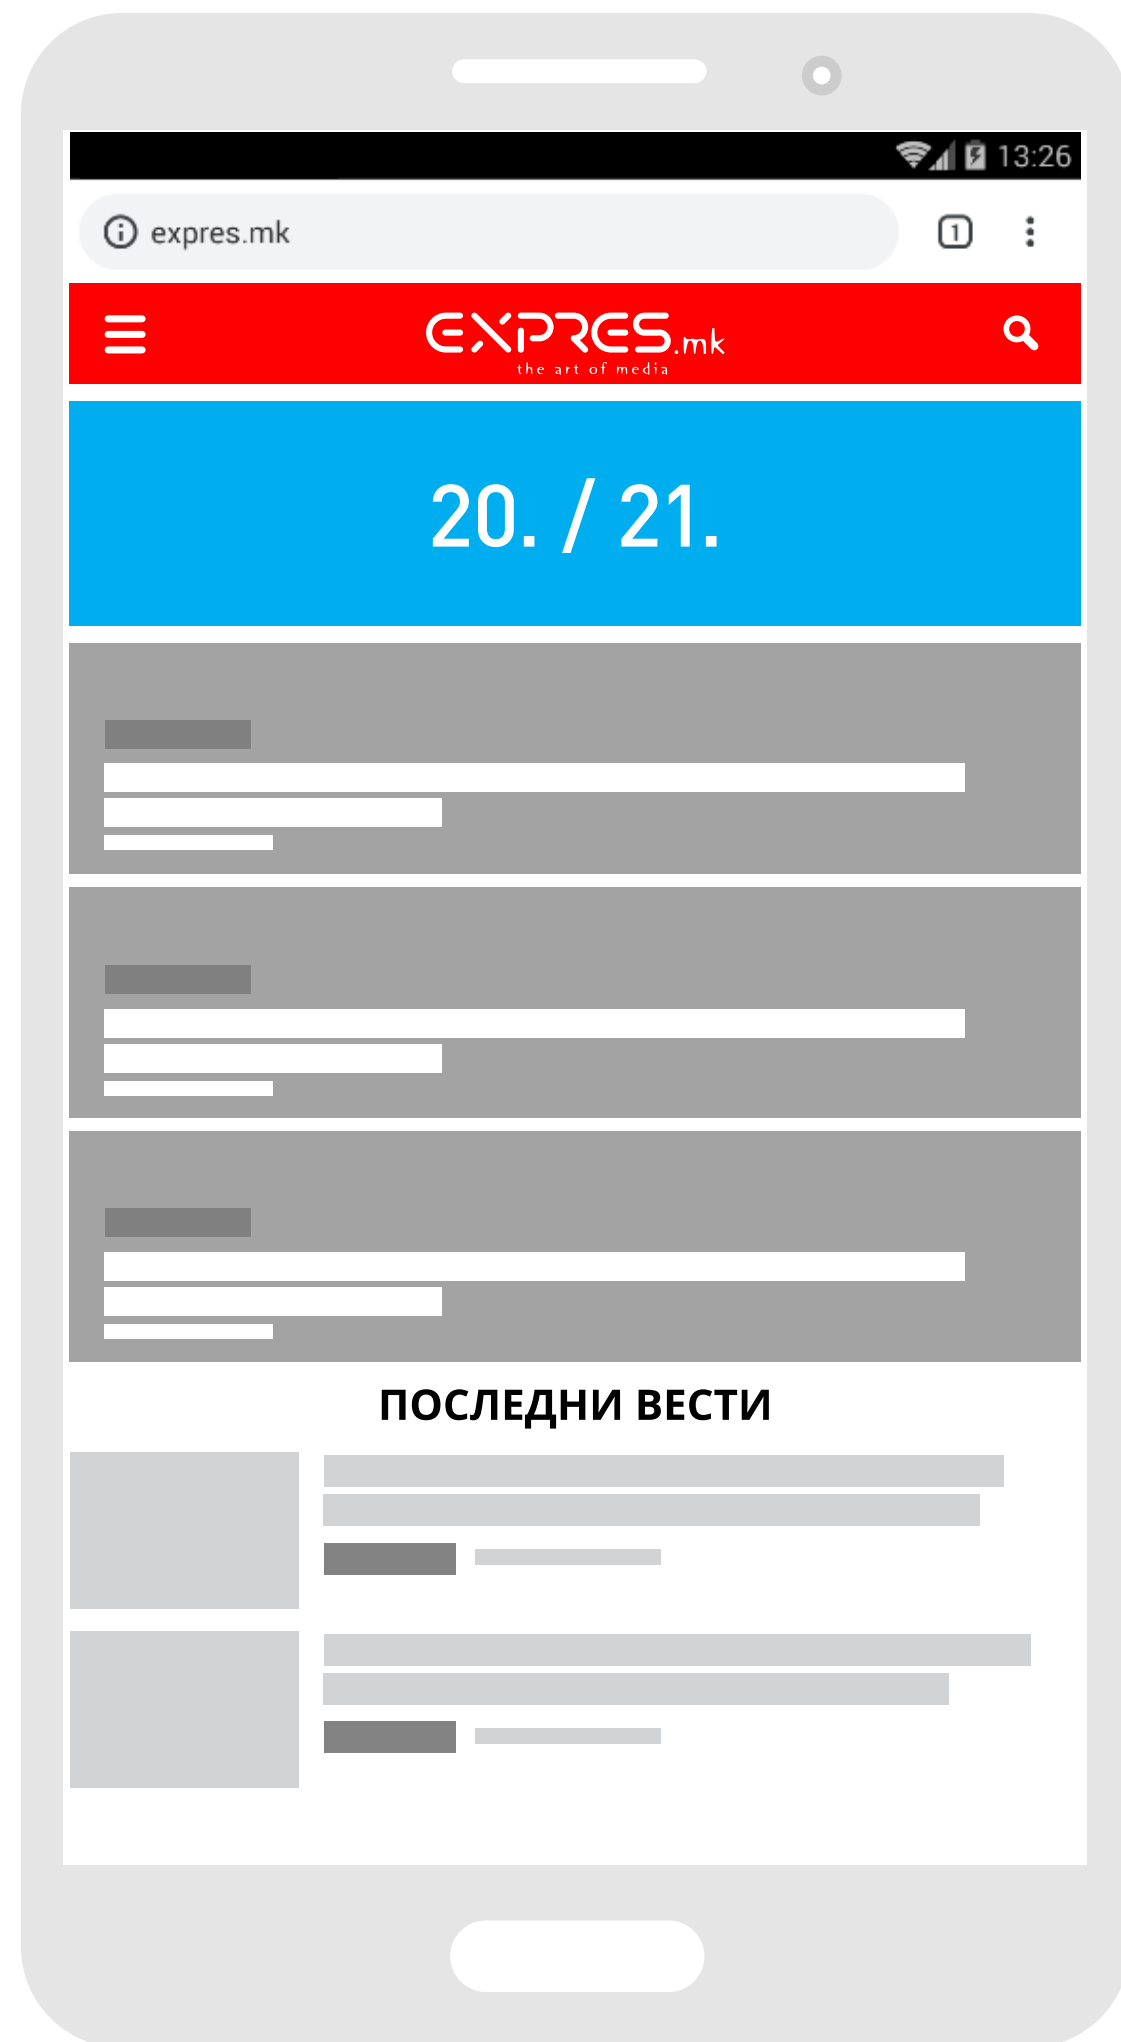 13:26
expres.mk
1
EXPRES.mk
the art of media
20. / 21.
ПОСЛЕДНИ ВЕСТИ